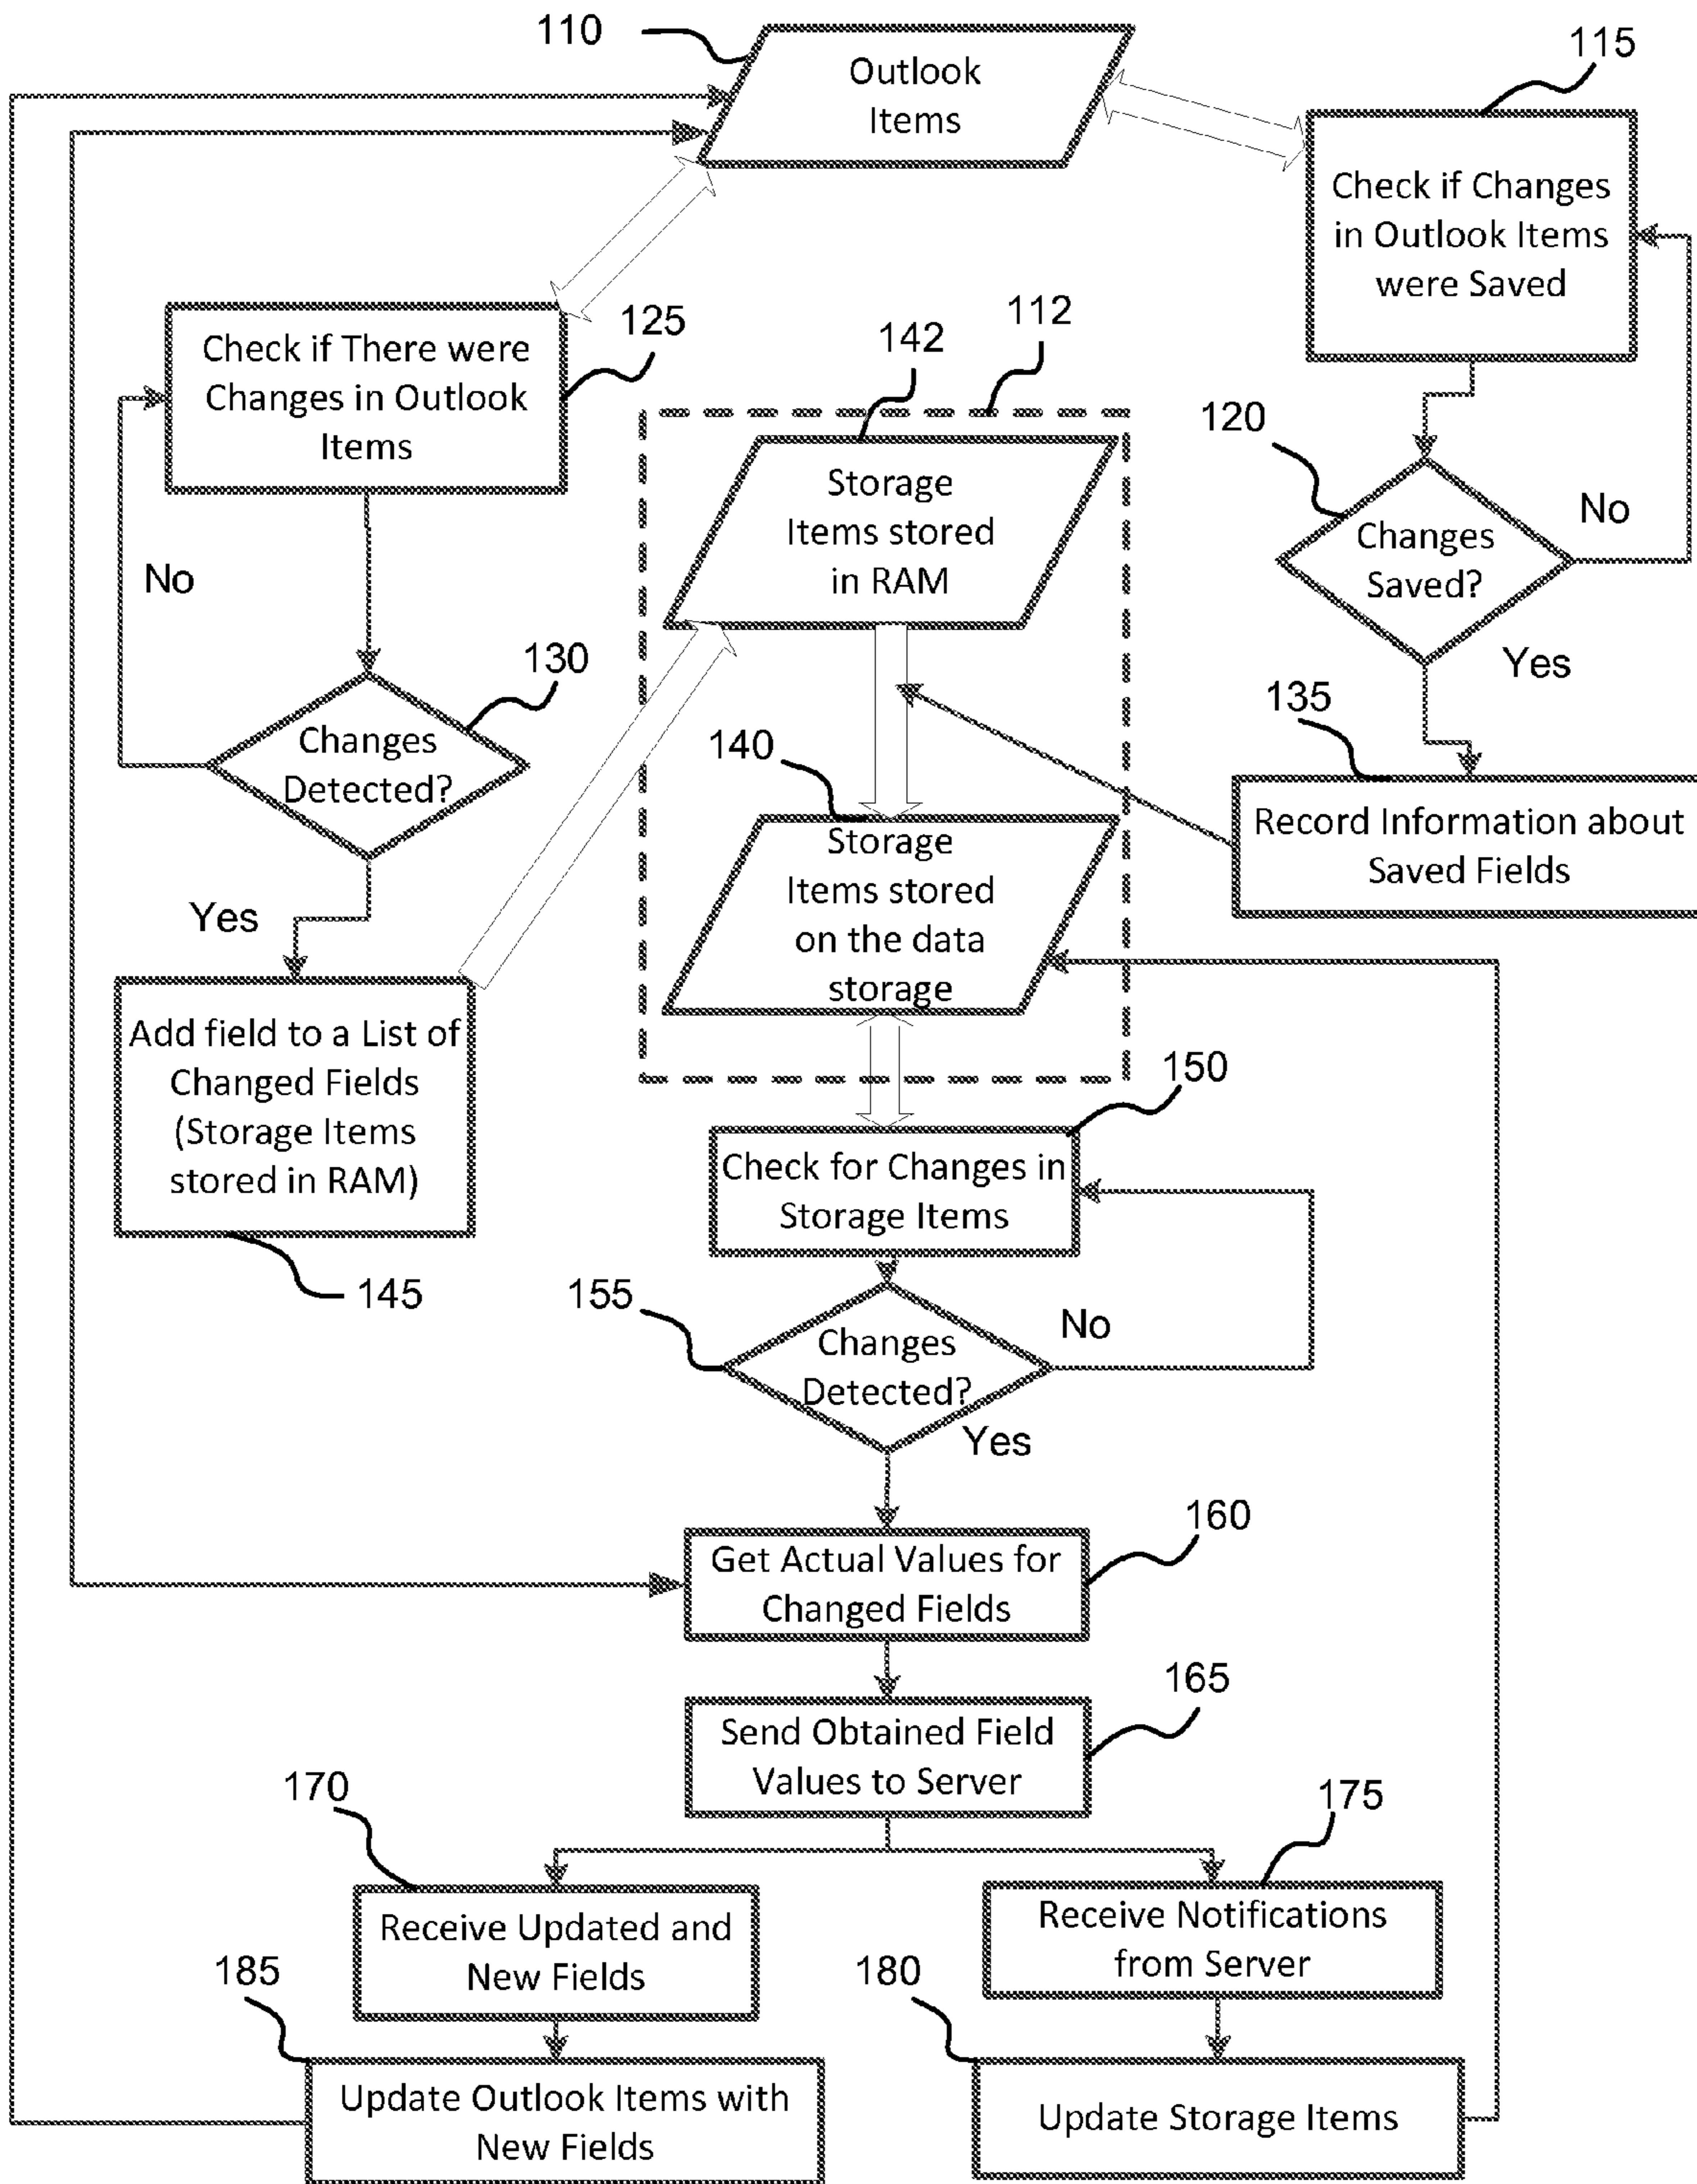 110
Outlook
Items
115
Check if Changes
in Outlook Items
were Saved
125
Check if There were
Changes in Outlook
Items
112
142
Storage
Items stored
in RAM
120
Changes
Saved?
No
Yes
No
130
Changes
Detected?
Yes
135
Record Information about
Saved Fields
140
Storage
Items stored
on the data
storage
Add field to a List of
Changed Fields
(Storage Items
stored in RAM)
145
150
Check for Changes in
Storage Items
155
Changes
Detected?
No
Yes
160
Get Actual Values for
Changed Fields
165
Send Obtained Field
Values to Server
170
Receive Updated and
New Fields
175
Receive Notifications
from Server
185
Update Outlook Items with
New Fields
180
Update Storage Items